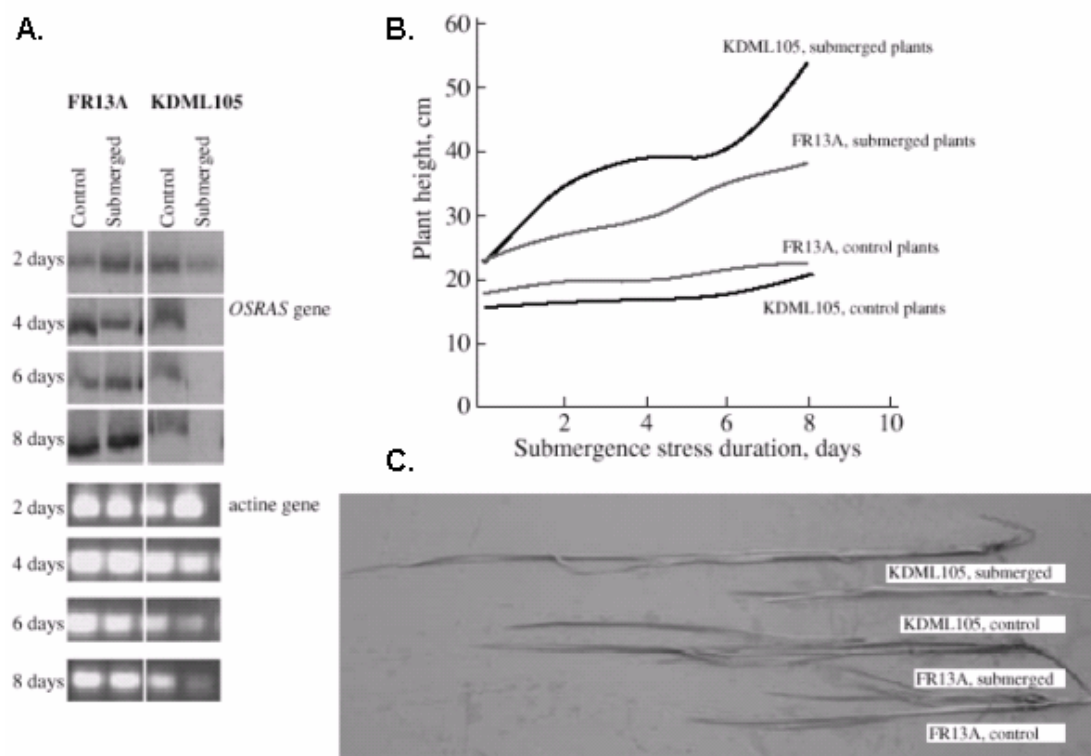 A.
FR13A KDML105
Control
Submerged
Control
Submerged
2 days
4 days
6 days
8 days
OSRAS gene
2 days
4 days
6 days
8 days
actine gene
B.
Plant height, cm
60
50
40
30
20
10
0
2
4
6
8
10
Submergence stress duration, days
KDML105, submerged plants
FR13A, submerged plants
FR13A, control plants
KDML105, control plants
C.
KDML105, submerged
KDML105, control
FR13A, submerged
FR13A, control